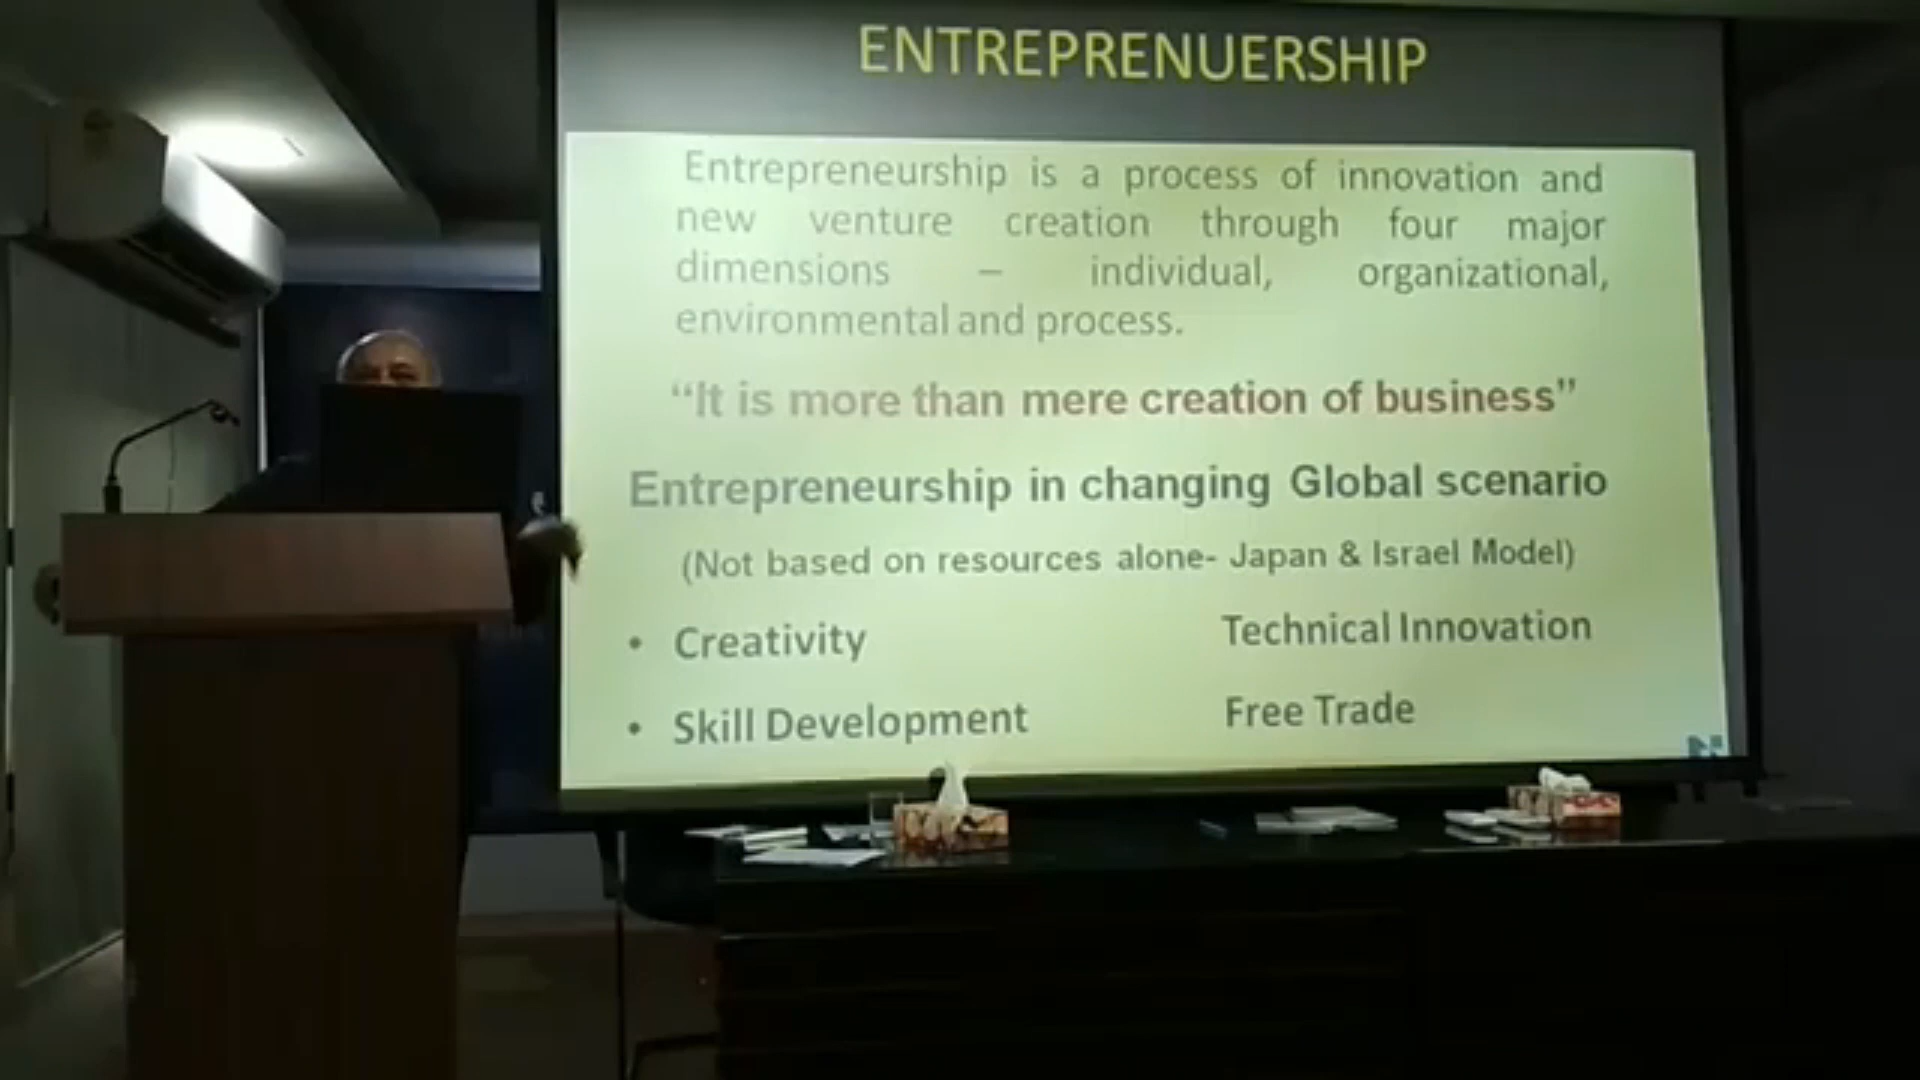 ENTREPRENUERSHIP
Entrepreneurship is a process of innovation and
new venture creation through four major
dimensions – individual, organizational,
environmental and process.
“It is more than mere creation of business”
Entrepreneurship in changing Global scenario
(Not based on resources alone- Japan & Israel Model)
• Creativity Technical Innovation
• Skill Development Free Trade